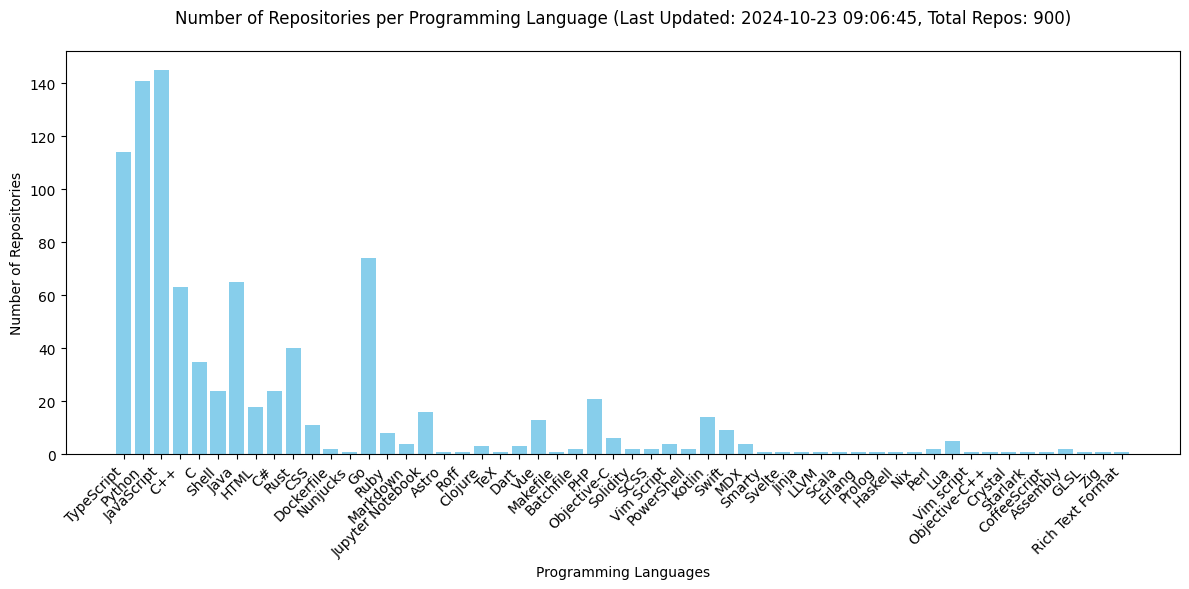 Number of Repositories per Programming Language (Last Updated: 2024-10-23 09:06:45, Total Repos: 900)
Number of Repositories
140
120
100
80
60
40
20
0
TypeScript
Python
JavaScript
C++
C
Shell
Java
HTML
C#
Rust
CSS
Dockerfile
Nunjucks
Go
Ruby
Markdown
Jupyter Notebook
Astro
Roff
Clojure
TeX
Dart
Vue
Makefile
Batchfile
PHP
Objective-C
Solidity
SCSS
Vim Script
PowerShell
Kotlin
Swift
MDX
Smarty
Svelte
Jinja
LLVM
Scala
Erlang
Prolog
Haskell
Nix
Perl
Lua
Vim script
Objective-C++
Crystal
Starlark
CoffeeScript
Assembly
GLSL
Zig
Rich Text Format
Programming Languages